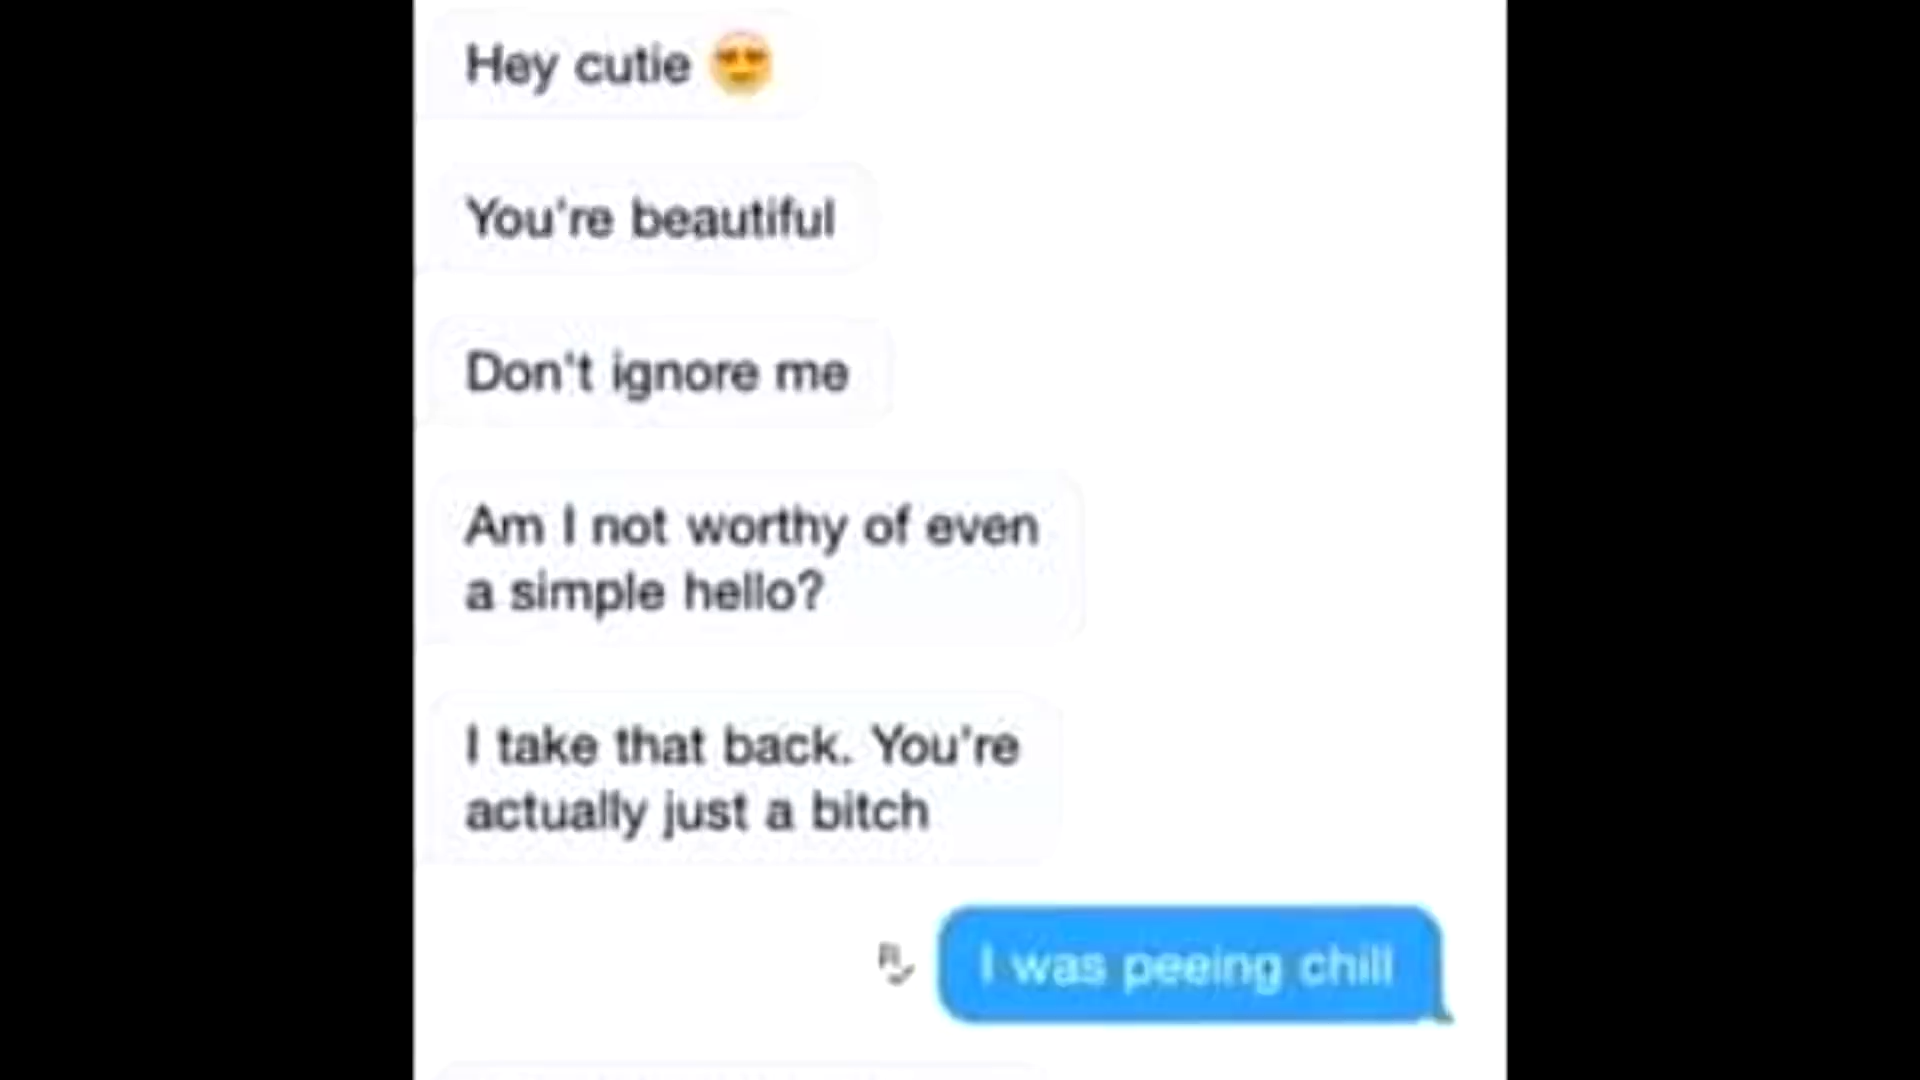 Hey cutie 😍
You're beautiful
Don't ignore me
Am I not worthy of even
a simple hello?
I take that back. You're
actually just a bitch
I was peeing chill